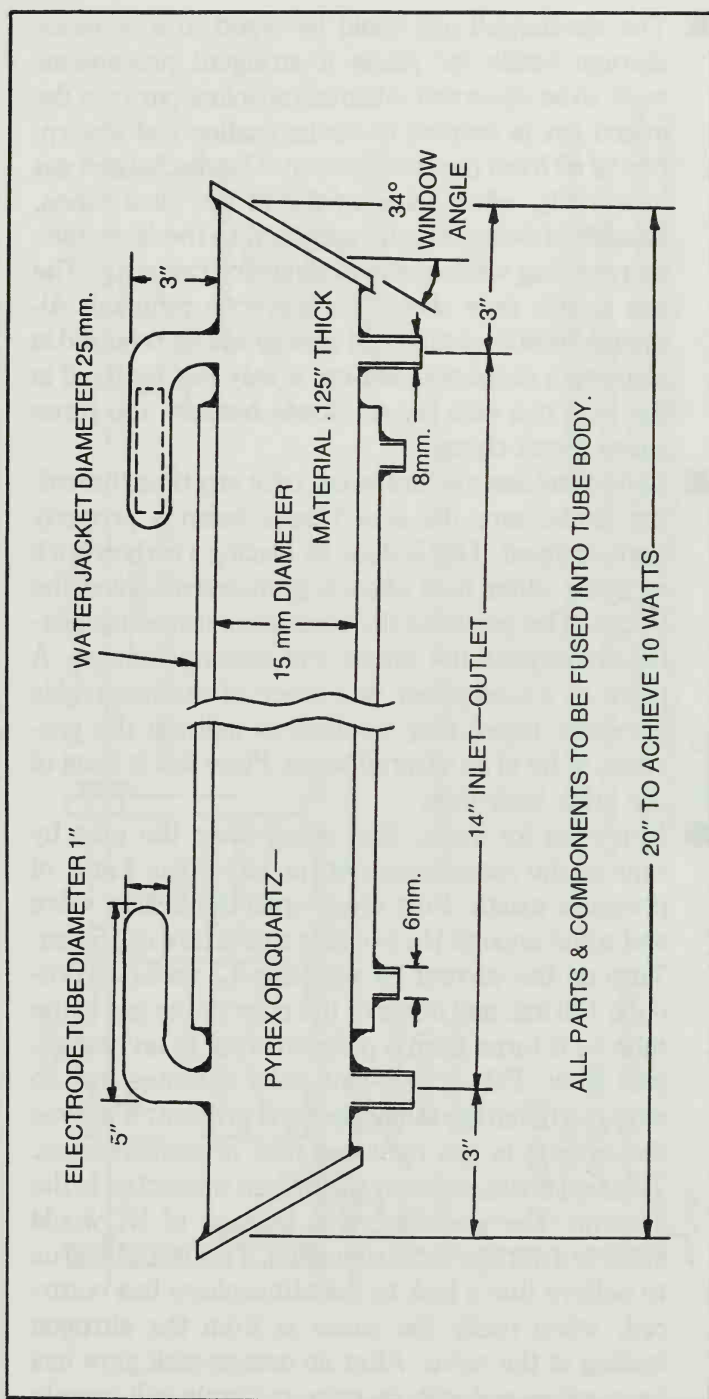 ELECTRODE TUBE DIAMETER 1"
WATER JACKET DIAMETER 25 mm.
5"
3"
PYREX OR QUARTZ—
15 mm DIAMETER
MATERIAL .125" THICK
34°
WINDOW
ANGLE
6mm.
8mm.
3"
14" INLET—OUTLET
3"
ALL PARTS & COMPONENTS TO BE FUSED INTO TUBE BODY.
20" TO ACHIEVE 10 WATTS